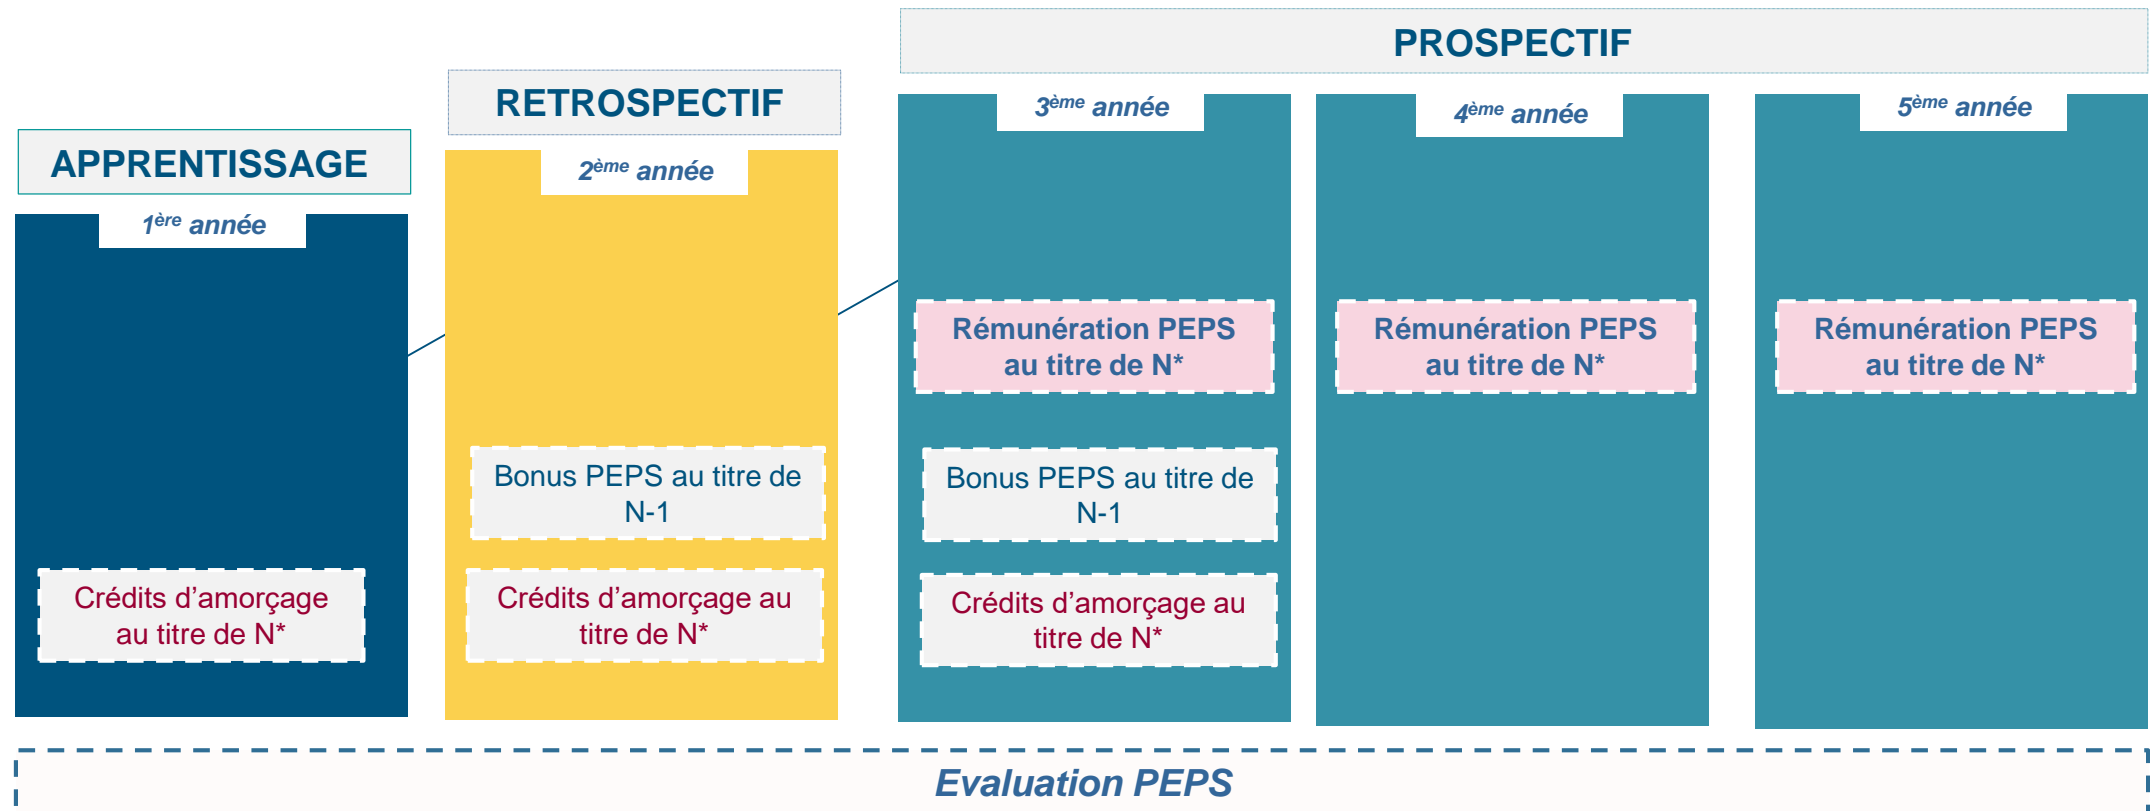 APPRENTISSAGE
1ère année
Crédits d’amorçage
au titre de N*
RETROSPECTIF
2ème année
Bonus PEPS au titre de
N-1
Crédits d’amorçage au
titre de N*
PROSPECTIF
3ème année
Rémunération PEPS
au titre de N*
Bonus PEPS au titre de
N-1
Crédits d’amorçage au
titre de N*
4ème année
Rémunération PEPS
au titre de N*
5ème année
Rémunération PEPS
au titre de N*
Evaluation PEPS